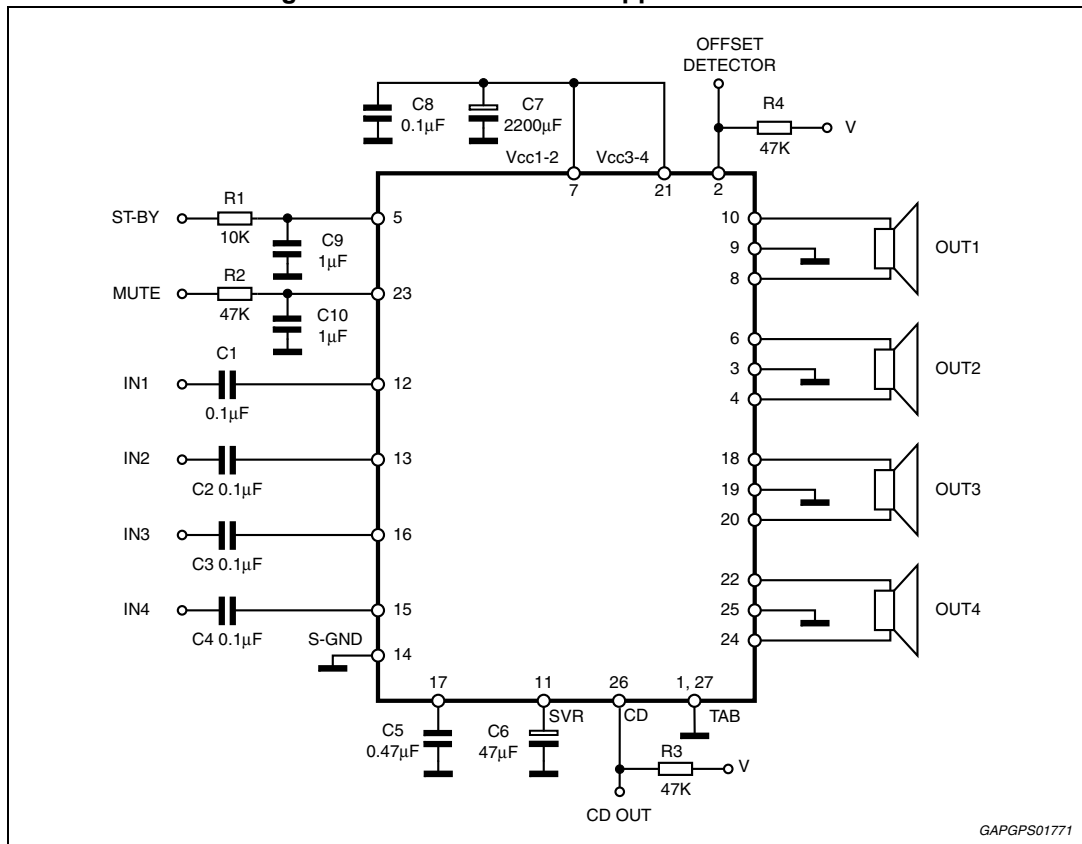 OFFSET
DETECTOR
C8
0.1µF
C7
2200µF
R4
47K
V
Vcc1-2
Vcc3-4
7
21
2
ST-BY
R1
10K
5
C9
1µF
MUTE
R2
47K
23
C10
1µF
IN1
C1
0.1µF
12
IN2
C2 0.1µF
13
IN3
C3 0.1µF
16
IN4
C4 0.1µF
15
S-GND
14
10
9
8
OUT1
6
3
4
OUT2
18
19
20
OUT3
22
25
24
OUT4
17
11
26
1, 27
SVR
CD
TAB
C5
0.47µF
C6
47µF
R3
47K
V
CD OUT
GAPGPS01771